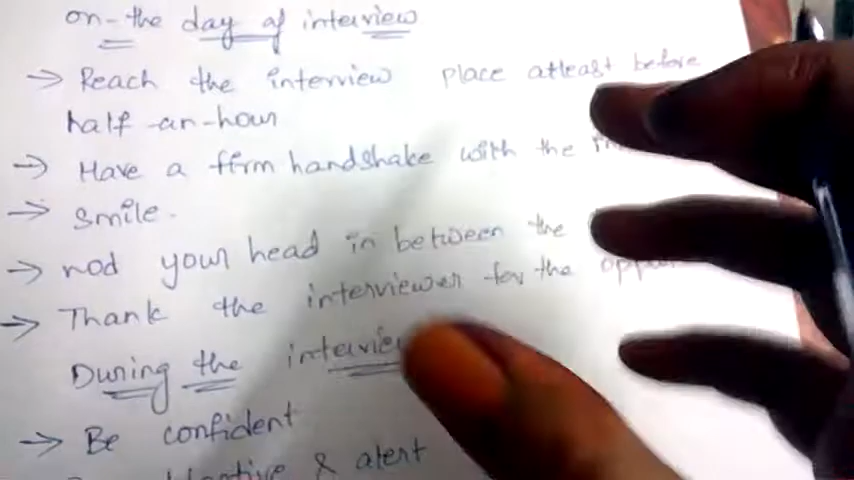 on-the day of interview
→ Reach the interview place atleast before
half-an-hour
→ Have a firm handshake with the
→ smile.
→ nod your head in between the
→ Thank the interviewer for the
During the interview
→ Be confident
& alert